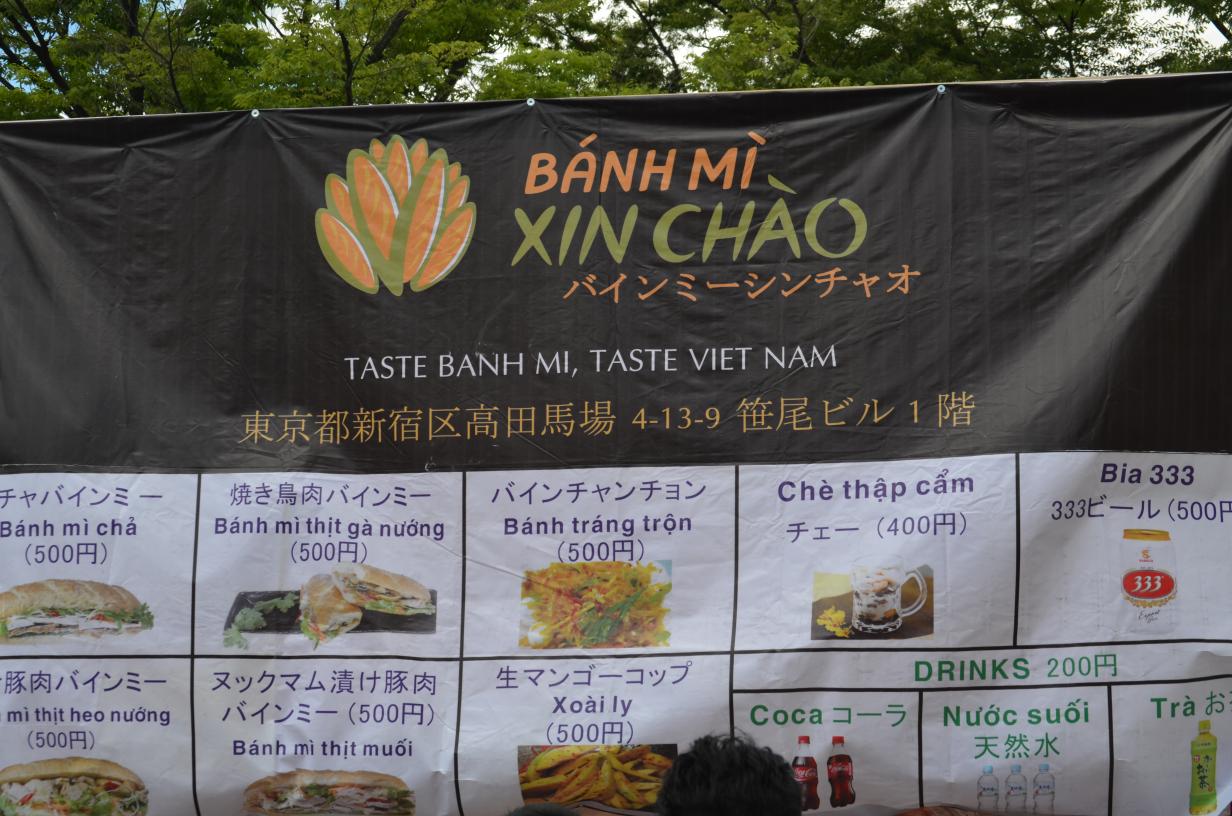 BÁNH MÌ
XIN CHÀO
バインミーシンチャオ
TASTE BANH MI, TASTE VIET NAM
東京都新宿区高田馬場 4-13-9 笹尾ビル 1 階
チャバインミー
Bánh mì chả
(500円)
焼き鳥肉バインミー
Bánh mì thịt gà nướng
(500円)
バインチャンチョン
Bánh tráng trộn
(500円)
Chè thập cẩm
チェー (400円)
Bia 333
333ビール (500円
333
豚肉バインミー
mì thịt heo nướng
(500円)
ヌックマム漬け豚肉
バインミー (500円)
Bánh mì thịt muối
生マンゴーコップ
Xoài ly
(500円)
DRINKS 200円
Coca コーラ
Nước suối
天然水
Trà お
お〜いお茶